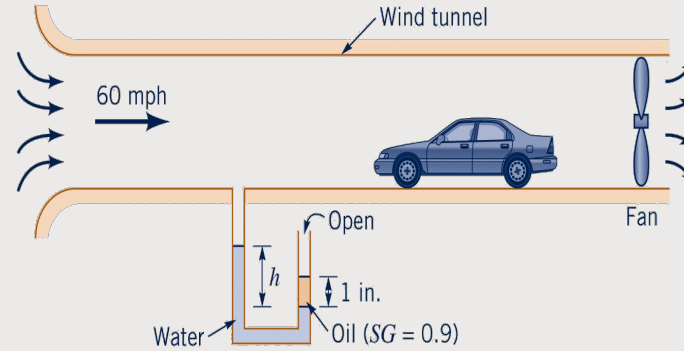 Wind tunnel
60 mph
Fan
Open
h
1 in.
Water
Oil (SG = 0.9)